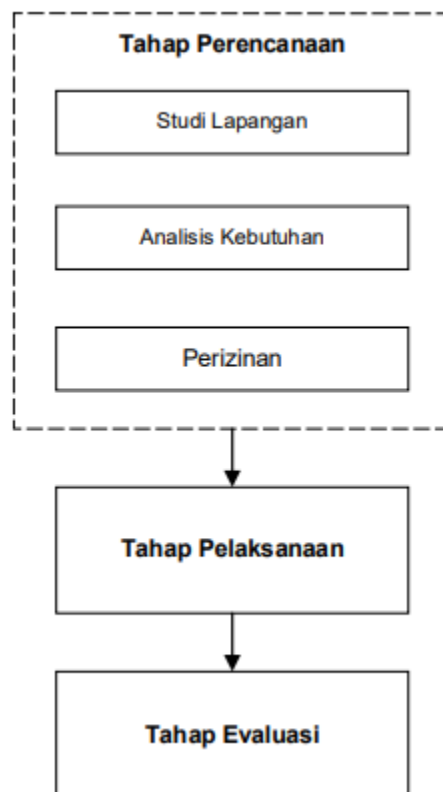 Tahap Perencanaan
Studi Lapangan
Analisis Kebutuhan
Perizinan
Tahap Pelaksanaan
Tahap Evaluasi